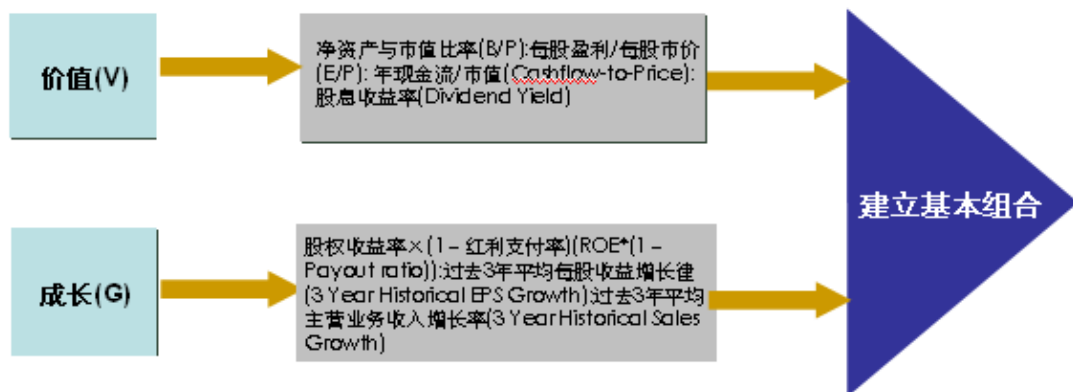 价值(V)
净资产与市值比率(B/P):每股盈利/每股市价
(E/P): 年现金流/市值(Cashflow-to-Price):
股息收益率(Dividend Yield)
建立基本组合
成长(G)
股权收益率×(1－红利支付率)(ROE*(1－
Payout ratio)):过去3年平均每股收益增长律
(3 Year Historical EPS Growth):过去3年平均
主营业务收入增长率(3 Year Historical Sales
Growth)